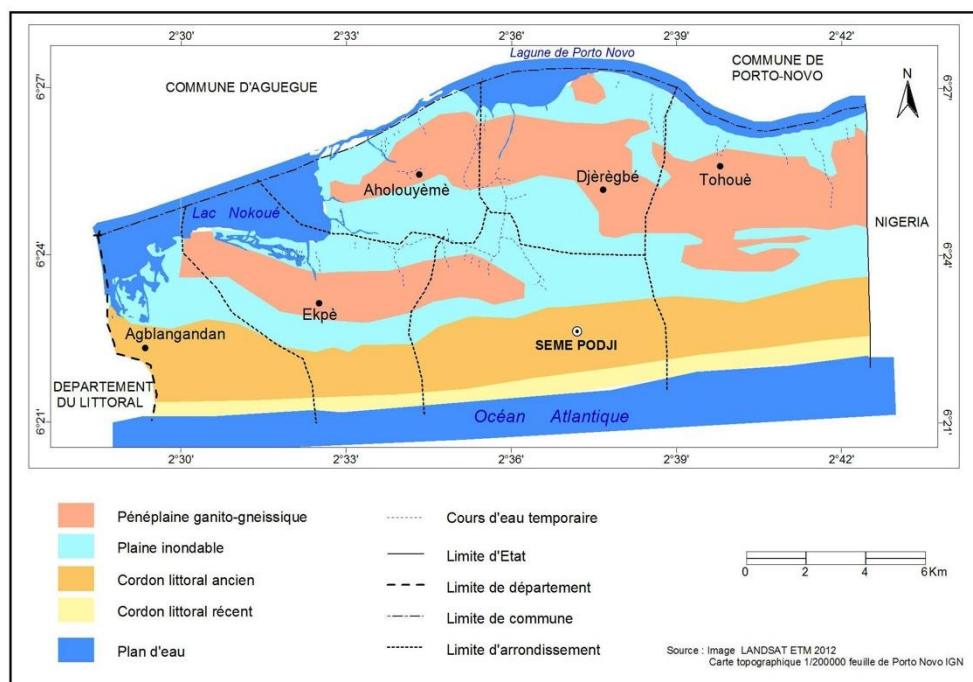 2°30' 2°33' 2°36' 2°39' 2°42'
Lagune de Porto Novo
COMMUNE D'AGUEGUE
COMMUNE DE
PORTO-NOVO
N
6°27' 6°27'
Aholouyèmè
Djèrègbé
Tohouè
Lac Nokoué
NIGERIA
6°24' 6°24'
Ekpè
Agblangandan
SEME PODJI
DEPARTEMENT
DU LITTORAL
Océan Atlantique
6°21' 6°21'
2°30' 2°33' 2°36' 2°39' 2°42'
Pénéplaine ganito-gneissique
Plaine inondable
Cordon littoral ancien
Cordon littoral récent
Plan d'eau
Cours d'eau temporaire
Limite d'Etat
Limite de département
Limite de commune
Limite d'arrondissement
0 2 4 6 Km
Source : Image LANDSAT ETM 2012
Carte topographique 1/200000 feuille de Porto Novo IGN